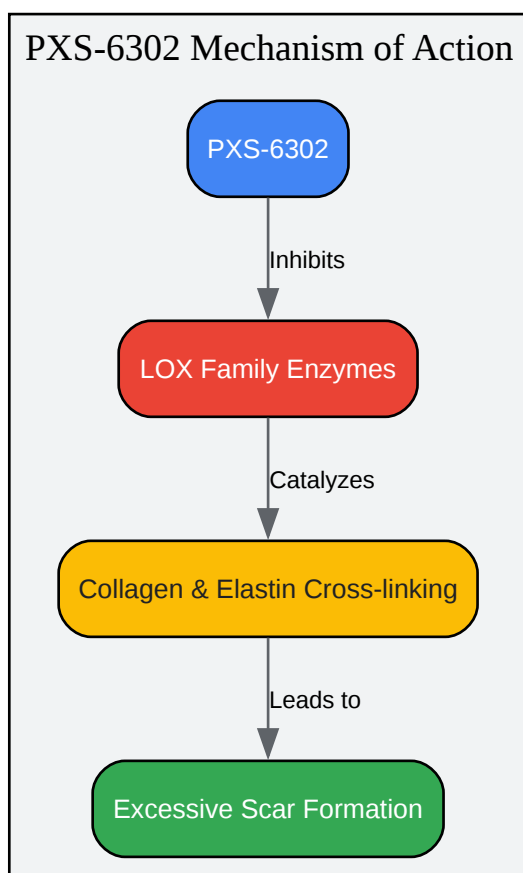 PXS-6302 Mechanism of Action
PXS-6302
Inhibits
LOX Family Enzymes
Catalyzes
Collagen & Elastin Cross-linking
Leads to
Excessive Scar Formation